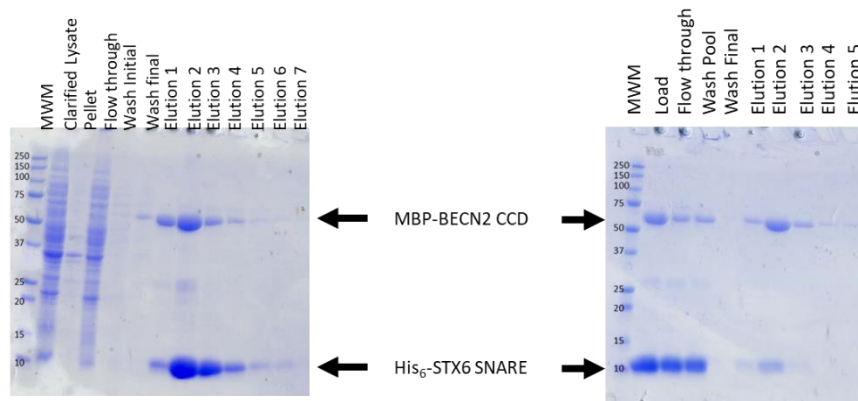 MWM
Clarified Lysate
Pellet
Flow through
Wash Initial
Wash final
Elution 1
Elution 2
Elution 3
Elution 4
Elution 5
Elution 6
Elution 7
250
150
100
75
50
37
25
20
15
10
MBP-BECN2 CCD
His₆-STX6 SNARE
MWM
Load
Flow through
Wash Pool
Wash Final
Elution 1
Elution 2
Elution 3
Elution 4
Elution 5
250
150
100
75
50
37
25
20
15
10